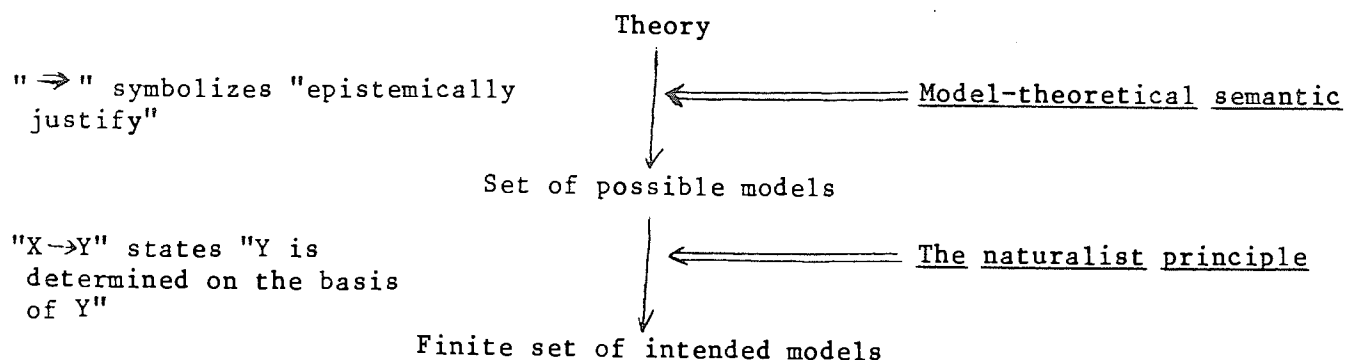 Theory
"⇒" symbolizes "epistemically
justify"
Model-theoretical semantic
Set of possible models
"X→Y" states "Y is
determined on the basis
of Y"
The naturalist principle
Finite set of intended models